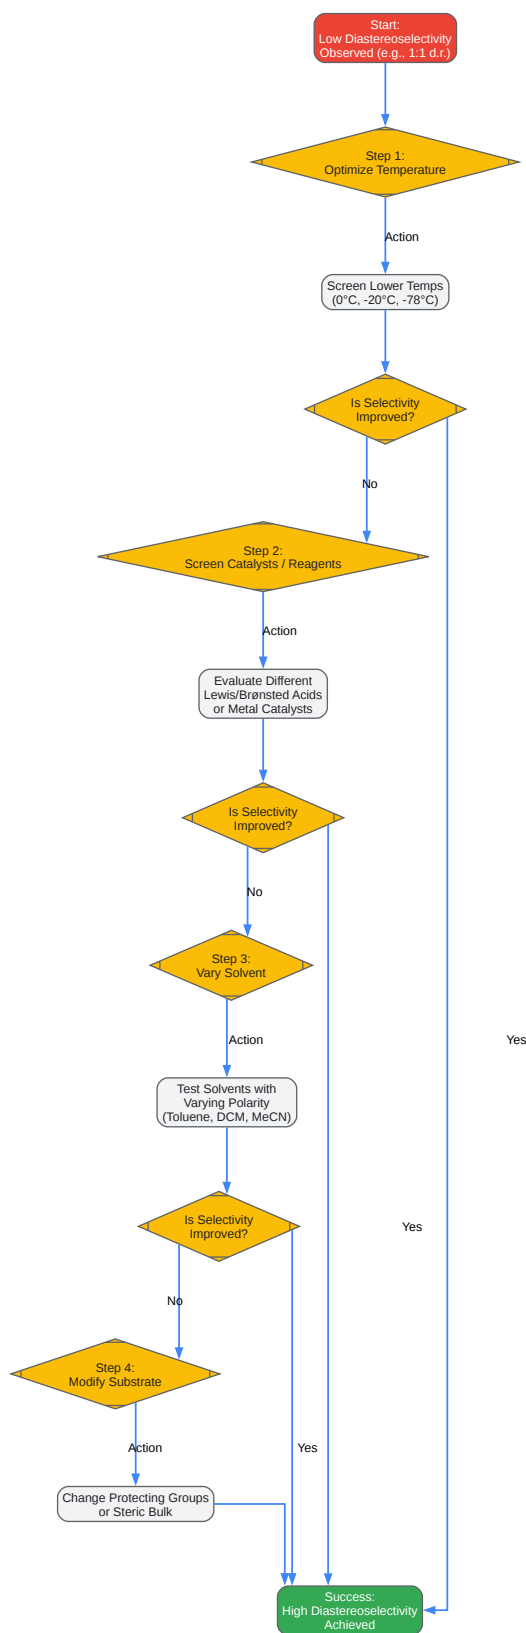 Start:
Low Diastereoselectivity
Observed (e.g., 1:1 d.r.)
Step 1:
Optimize Temperature
Action
Screen Lower Temps
(0°C, -20°C, -78°C)
Is Selectivity
Improved?
No
Step 2:
Screen Catalysts / Reagents
Action
Evaluate Different
Lewis/Brønsted Acids
or Metal Catalysts
Is Selectivity
Improved?
No
Step 3:
Vary Solvent
Action
Yes
Test Solvents with
Varying Polarity
(Toluene, DCM, MeCN)
Is Selectivity
Improved?
Yes
No
Step 4:
Modify Substrate
Action
Yes
Change Protecting Groups
or Steric Bulk
Success:
High Diastereoselectivity
Achieved